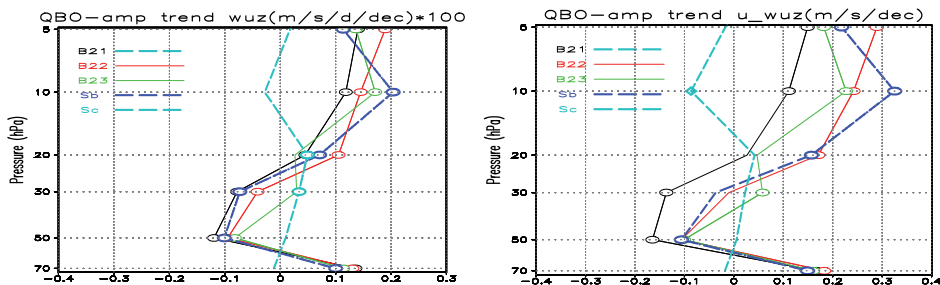 QBO-amp trend wuz(m/s/d/dec)*100
5
10
20
30
50
70
Pressure (hPa)
B21
B22
B23
Sb
Sc
-0.4 -0.3 -0.2 -0.1 0 0.1 0.2 0.3
QBO-amp trend u_wuz(m/s/dec)
5
10
20
30
50
70
Pressure (hPa)
B21
B22
B23
Sb
Sc
-0.4 -0.3 -0.2 -0.1 0 0.1 0.2 0.3 0.4